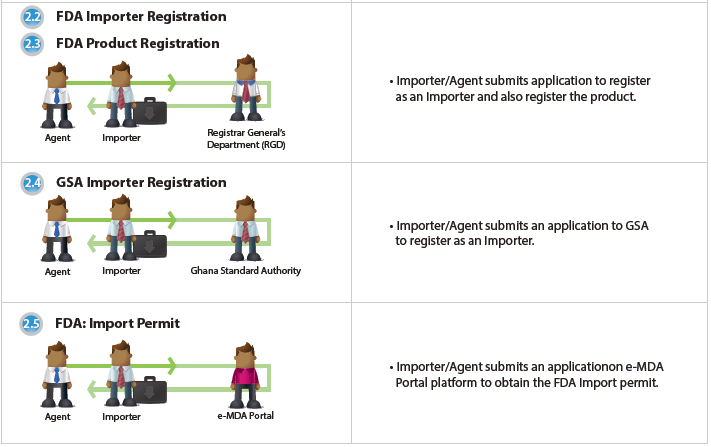 2.2 FDA Importer Registration
2.3 FDA Product Registration
Agent
Importer
Registrar General's
Department (RGD)
• Importer/Agent submits application to register
as an Importer and also register the product.
2.4 GSA Importer Registration
Agent
Importer
Ghana Standard Authority
• Importer/Agent submits an application to GSA
to register as an Importer.
2.5 FDA: Import Permit
Agent
Importer
e-MDA Portal
• Importer/Agent submits an applicationon e-MDA
Portal platform to obtain the FDA Import permit.